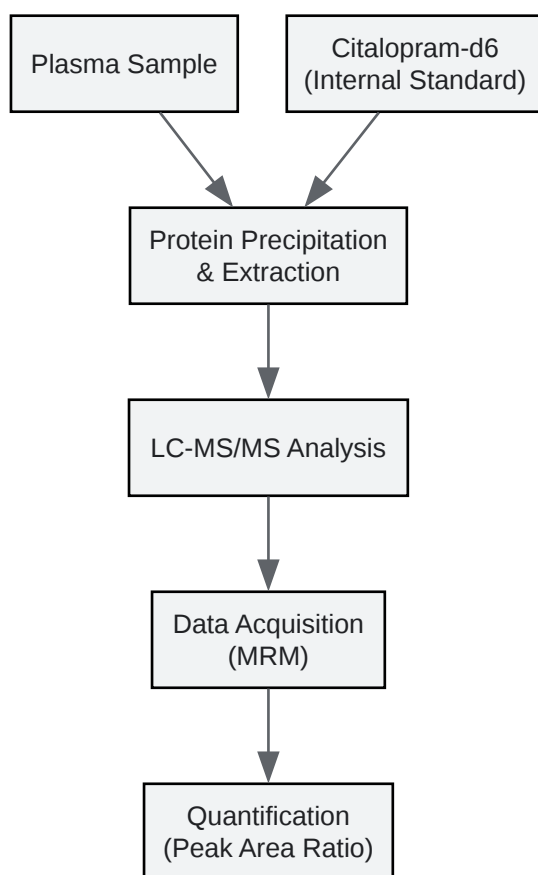 Plasma Sample
Citalopram-d6
(Internal Standard)
Protein Precipitation
& Extraction
LC-MS/MS Analysis
Data Acquisition
(MRM)
Quantification
(Peak Area Ratio)